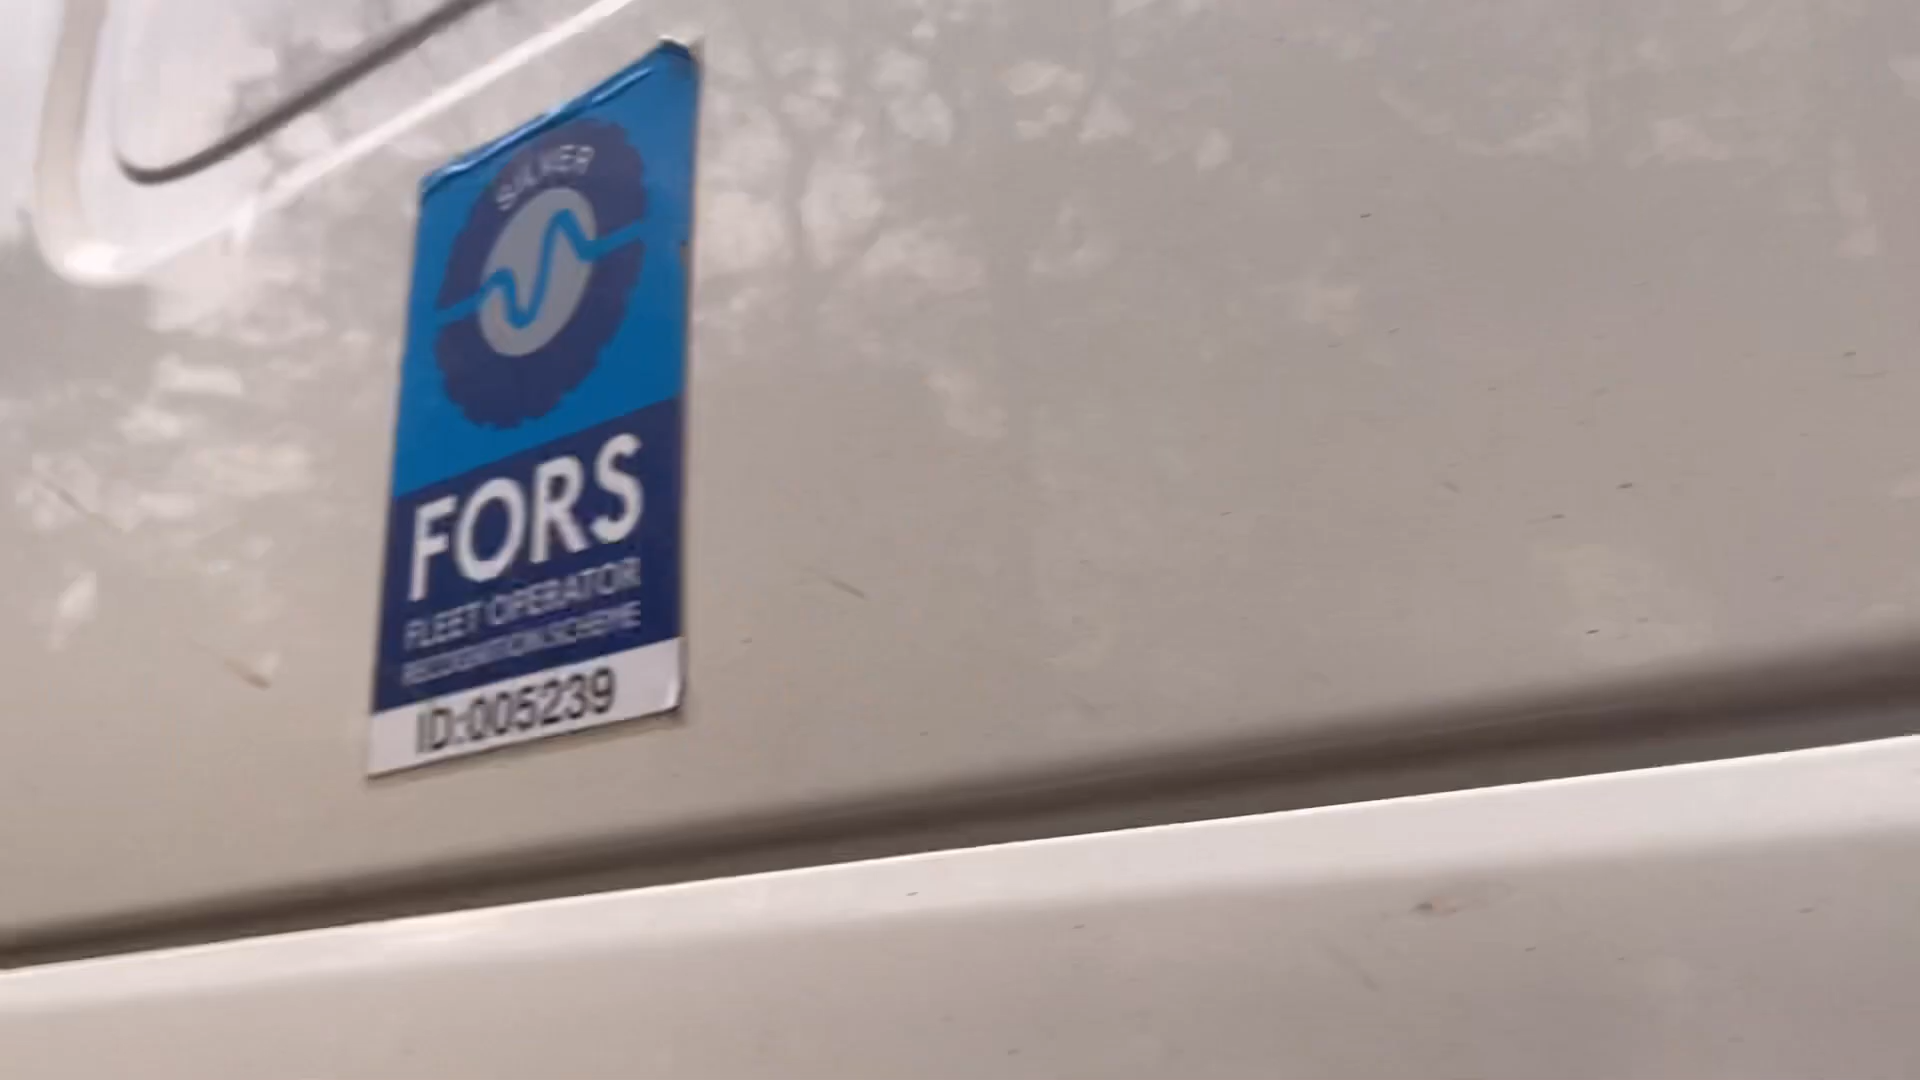 SILVER
FORS
FLEET OPERATOR
RECOGNITION SCHEME
ID:005239